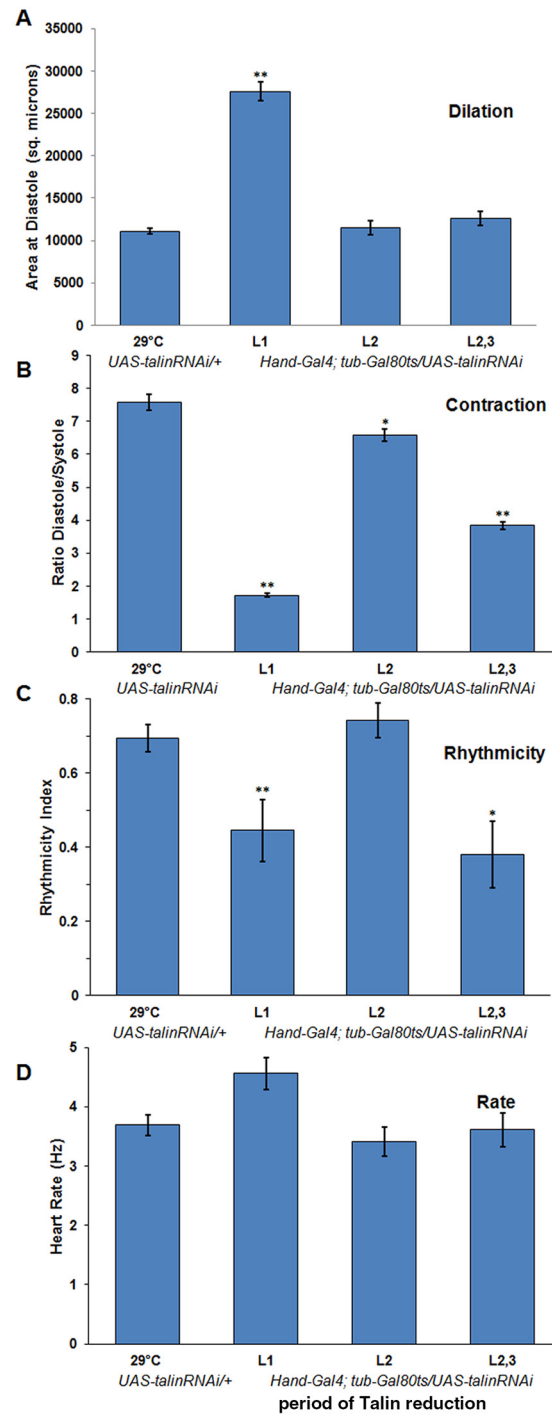 A
35000
30000
25000
20000
15000
10000
5000
0
Area at Diastole (sq. microns)
**
Dilation
29°C L1 L2 L2,3
UAS-talinRNAi/+ Hand-Gal4; tub-Gal80ts/UAS-talinRNAi
B
9
8
7
6
5
4
3
2
1
0
Ratio Diastole/Systole
Contraction
*
**
**
29°C L1 L2 L2,3
UAS-talinRNAi Hand-Gal4; tub-Gal80ts/UAS-talinRNAi
C
0.8
0.6
0.4
0.2
0
Rhythmicity Index
Rhythmicity
**
*
29°C L1 L2 L2,3
UAS-talinRNAi/+ Hand-Gal4; tub-Gal80ts/UAS-talinRNAi
D
5
4
3
2
1
0
Heart Rate (Hz)
Rate
29°C L1 L2 L2,3
UAS-talinRNAi/+ Hand-Gal4; tub-Gal80ts/UAS-talinRNAi
period of Talin reduction